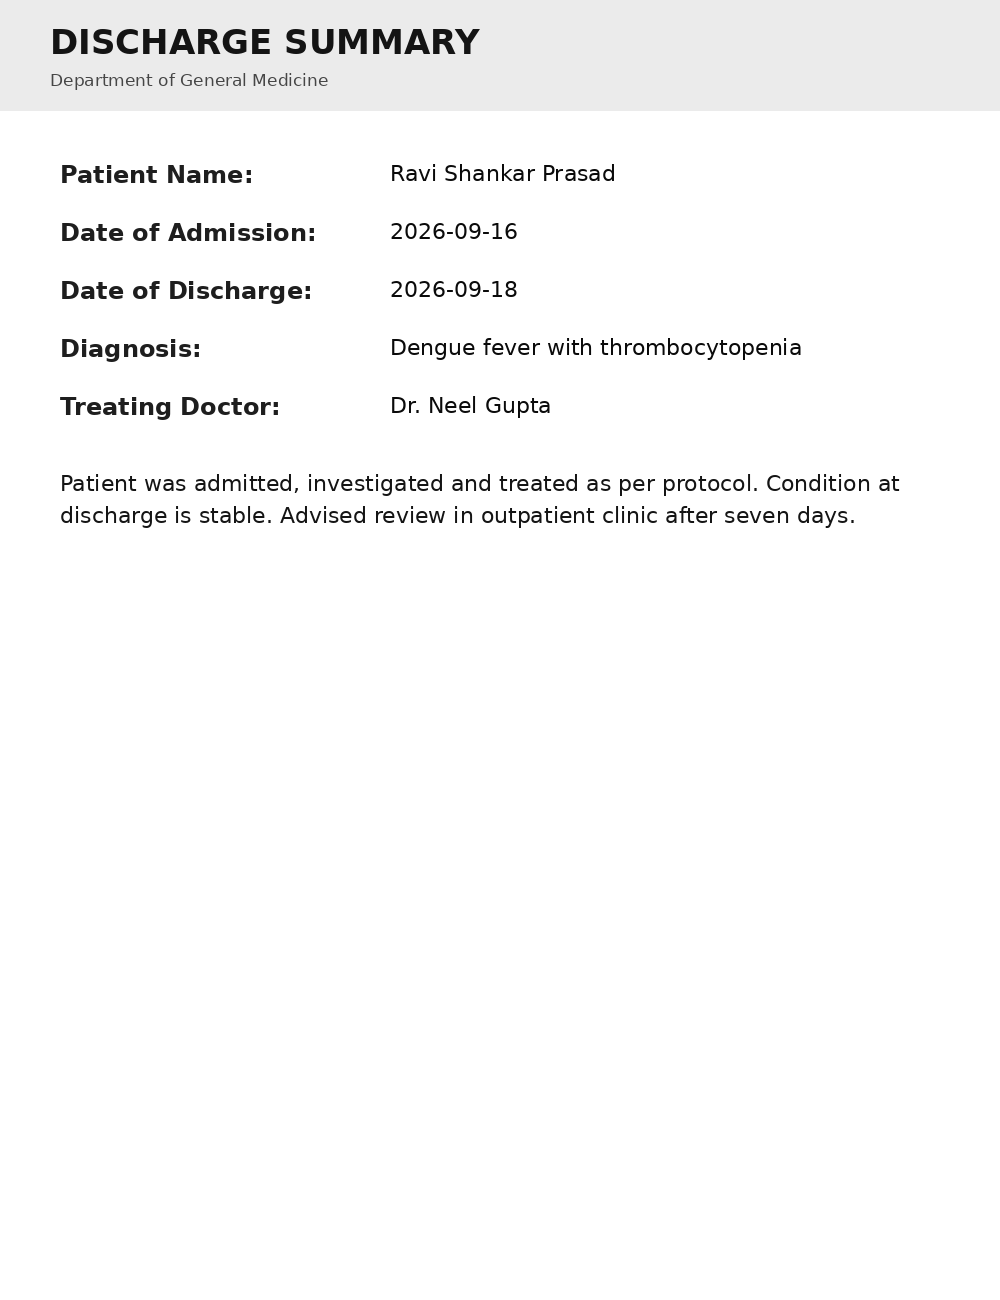 DISCHARGE SUMMARY
Department of General Medicine
Patient Name: Ravi Shankar Prasad
Date of Admission: 2026-09-16
Date of Discharge: 2026-09-18
Diagnosis: Dengue fever with thrombocytopenia
Treating Doctor: Dr. Neel Gupta
Patient was admitted, investigated and treated as per protocol. Condition at
discharge is stable. Advised review in outpatient clinic after seven days.